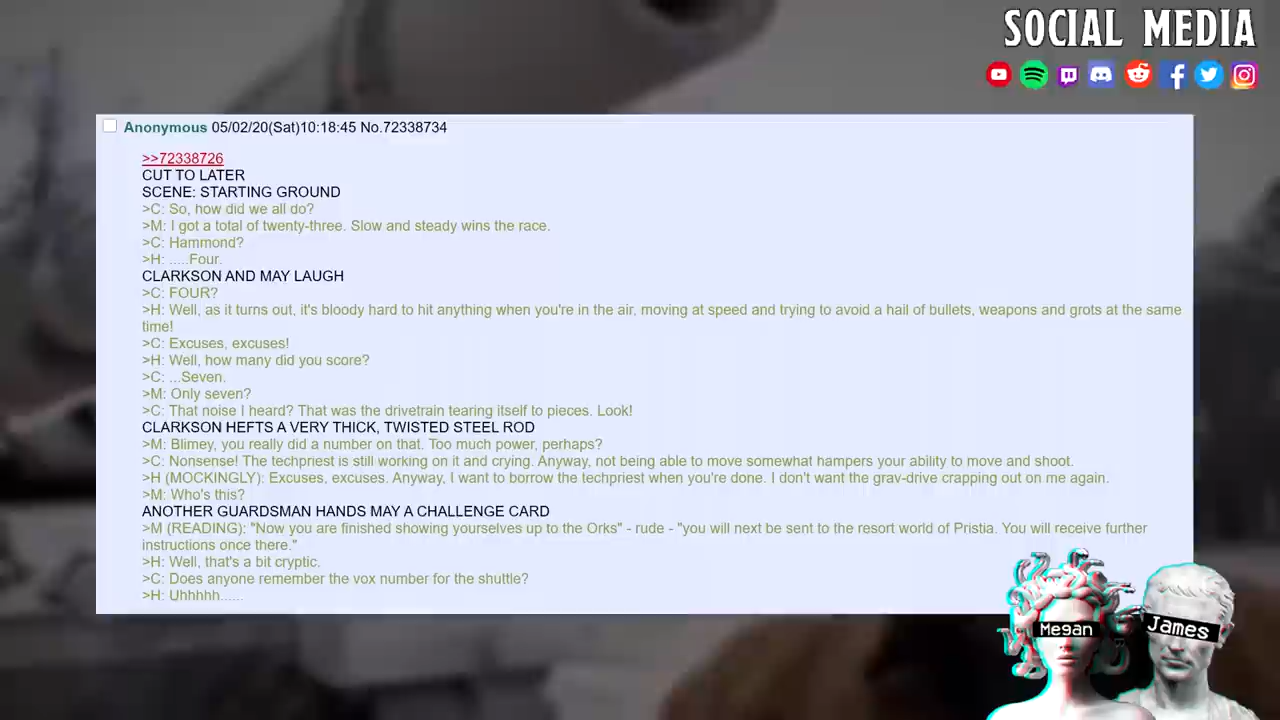 SOCIAL MEDIA
Anonymous 05/02/20(Sat)10:18:45 No.72338734
>>72338726
CUT TO LATER
SCENE: STARTING GROUND
>C: So, how did we all do?
>M: I got a total of twenty-three. Slow and steady wins the race.
>C: Hammond?
>H: .....Four.
CLARKSON AND MAY LAUGH
>C: FOUR?
>H: Well, as it turns out, it's bloody hard to hit anything when you're in the air, moving at speed and trying to avoid a hail of bullets, weapons and grots at the same
time!
>C: Excuses, excuses!
>H: Well, how many did you score?
>C: ...Seven.
>M: Only seven?
>C: That noise I heard? That was the drivetrain tearing itself to pieces. Look!
CLARKSON HEFTS A VERY THICK, TWISTED STEEL ROD
>M: Blimey, you really did a number on that. Too much power, perhaps?
>C: Nonsense! The techpriest is still working on it and crying. Anyway, not being able to move somewhat hampers your ability to move and shoot.
>H (MOCKINGLY): Excuses, excuses. Anyway, I want to borrow the techpriest when you're done. I don't want the grav-drive crapping out on me again.
>M: Who's this?
ANOTHER GUARDSMAN HANDS MAY A CHALLENGE CARD
>M (READING): "Now you are finished showing yourselves up to the Orks" - rude - "you will next be sent to the resort world of Pristia. You will receive further
instructions once there."
>H: Well, that's a bit cryptic.
>C: Does anyone remember the vox number for the shuttle?
>H: Uhhhhh......
Megan
James